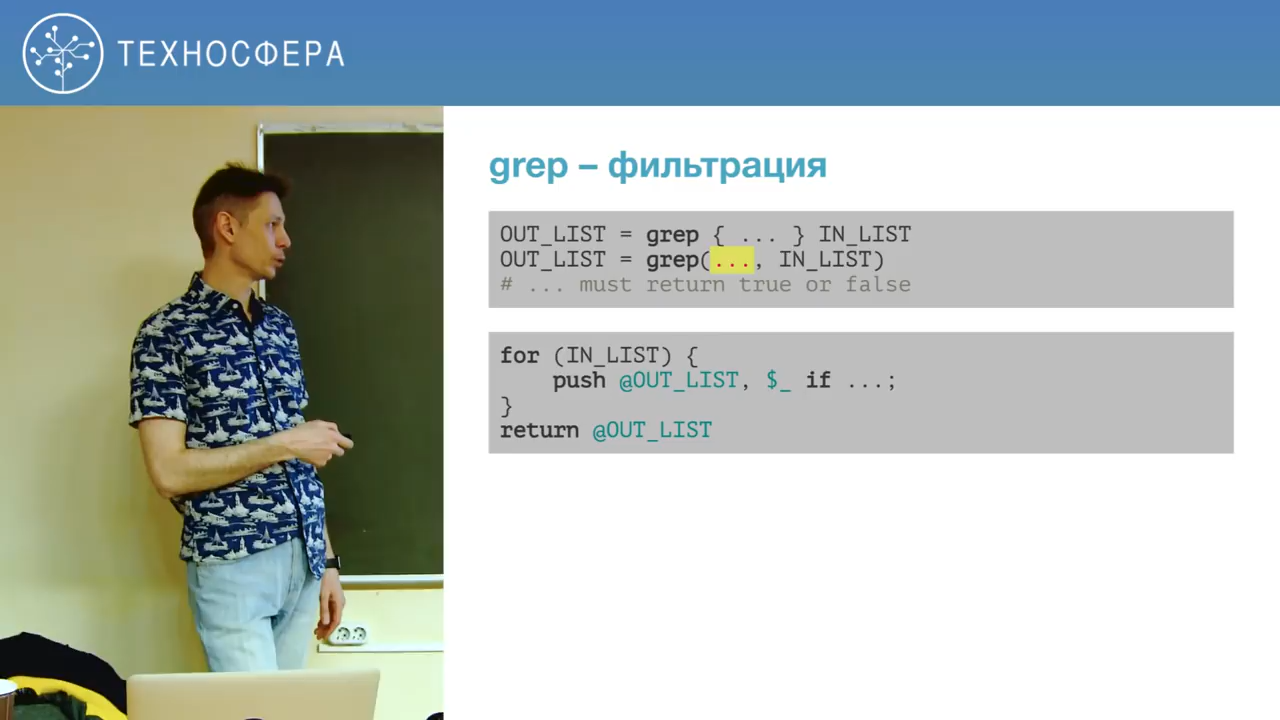 ТЕХНОСФЕРА
grep – фильтрация
OUT_LIST = grep { ... } IN_LIST
OUT_LIST = grep(..., IN_LIST)
# ... must return true or false
for (IN_LIST) {
    push @OUT_LIST, $_ if ...;
}
return @OUT_LIST